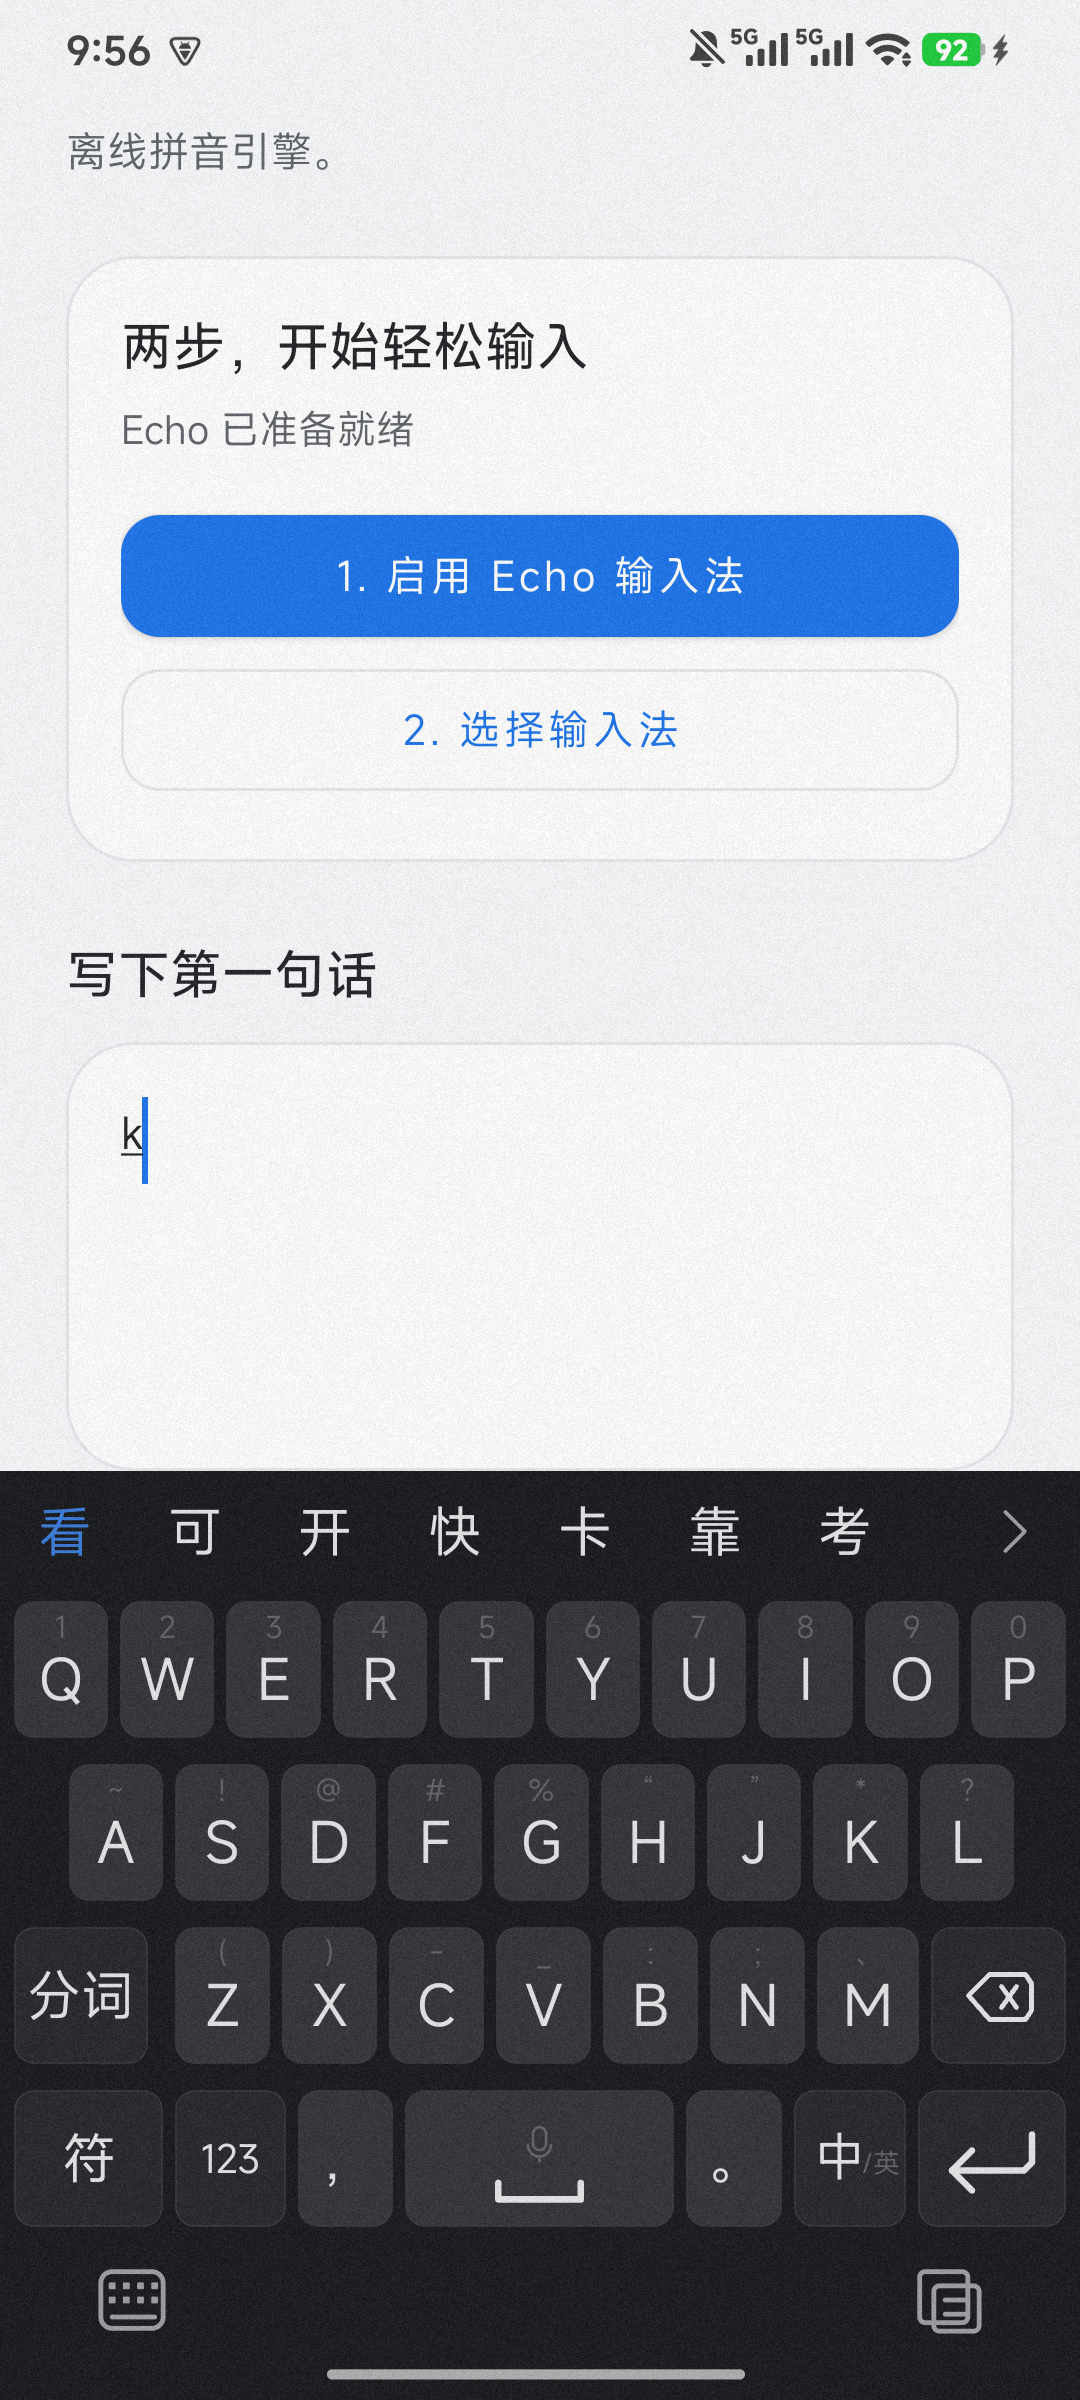 9:56 5G 5G 92
离线拼音引擎。
两步，开始轻松输入
Echo 已准备就绪
1. 启用 Echo 输入法
2. 选择输入法
写下第一句话
k
看 可 开 快 卡 靠 考
1 2 3 4 5 6 7 8 9 0
Q W E R T Y U I O P
~ ! @ # % “ ” * ?
A S D F G H J K L
( ) - _ : ; 、
分词 Z X C V B N M
符 123 , 。 中/英